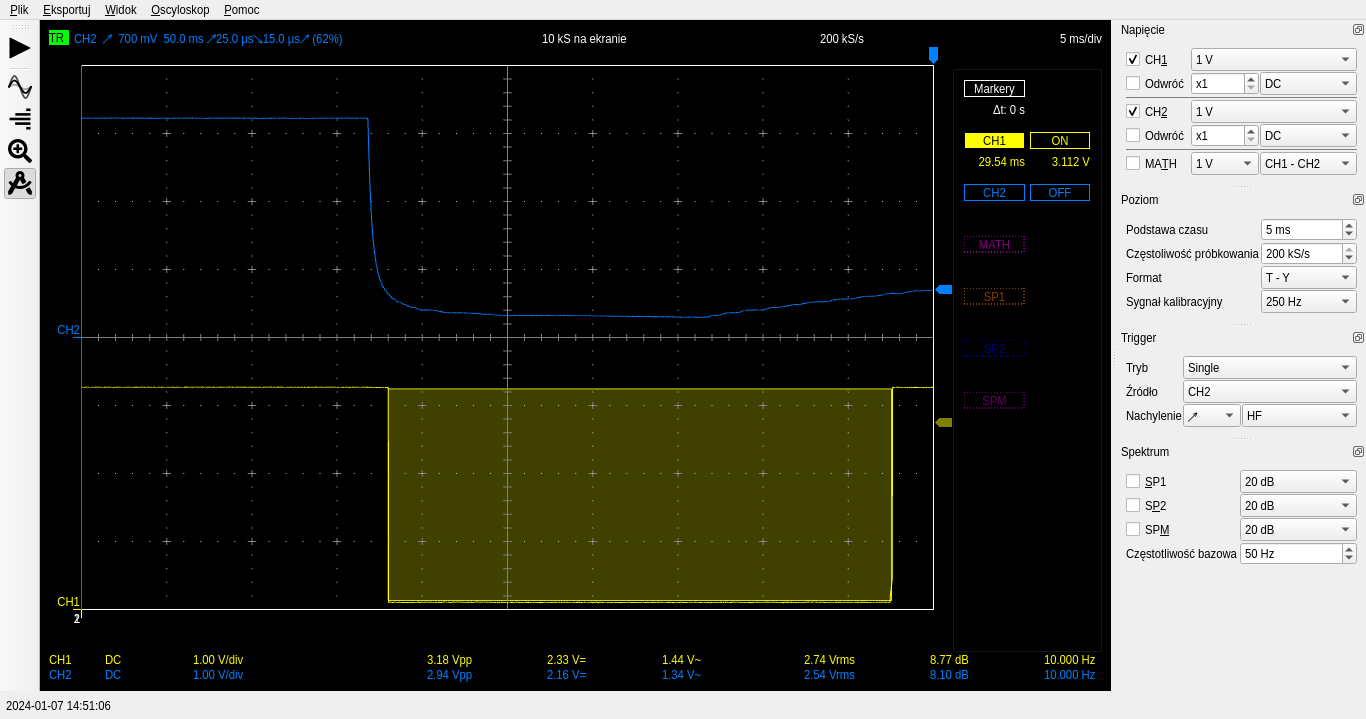 Plik Eksportuj Widok Oscyloskop Pomoc
TR CH2 700 mV 50.0 ms 25.0 µs 15.0 µs (62%) 10 kS na ekranie 200 kS/s 5 ms/div
Markery
Δt: 0 s
CH1 ON
29.54 ms 3.112 V
CH2 OFF
MATH
SP1
SP2
SPM
CH2
CH1
CH1 DC 1.00 V/div 3.18 Vpp 2.33 V= 1.44 V~ 2.74 Vrms 8.77 dB 10.000 Hz
CH2 DC 1.00 V/div 2.94 Vpp 2.16 V= 1.34 V~ 2.54 Vrms 8.10 dB 10.000 Hz
Napięcie
CH1 1 V
Odwróć x1 DC
CH2 1 V
Odwróć x1 DC
MATH 1 V CH1 - CH2
Poziom
Podstawa czasu 5 ms
Częstoliwość próbkowania 200 kS/s
Format T - Y
Sygnał kalibracyjny 250 Hz
Trigger
Tryb Single
Źródło CH2
Nachylenie HF
Spektrum
SP1 20 dB
SP2 20 dB
SPM 20 dB
Częstotliwość bazowa 50 Hz
2024-01-07 14:51:06